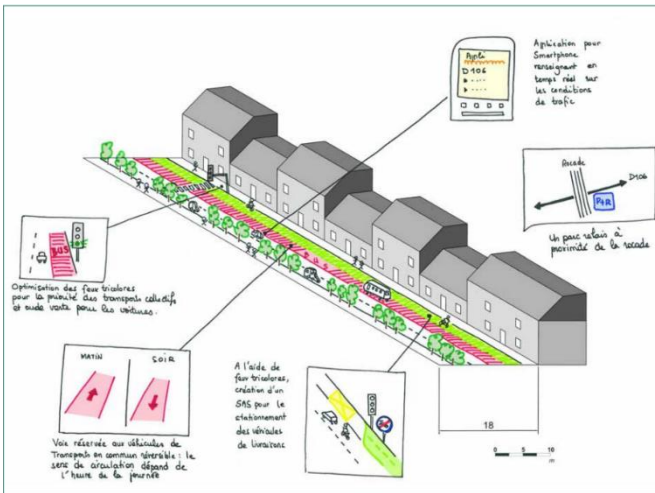 Appli
D106
Application pour
Smartphone
renseignant en
temps réel sur
les conditions
de trafic
Rocade
D106
P+R
Un parc relais à
proximité de la rocade
BUS
Optimisation des feux tricolores
pour la priorité des transports collectifs
et onde verte pour les voitures.
MATIN
SOIR
Voie réservée aux véhicules de
Transports en commun réversible : le
sens de circulation dépend de
l'heure de la journée
A l'aide de
feux tricolores,
création d'un
SAS pour le
stationnement
des véhicules
de livraisons
18
0 5 10